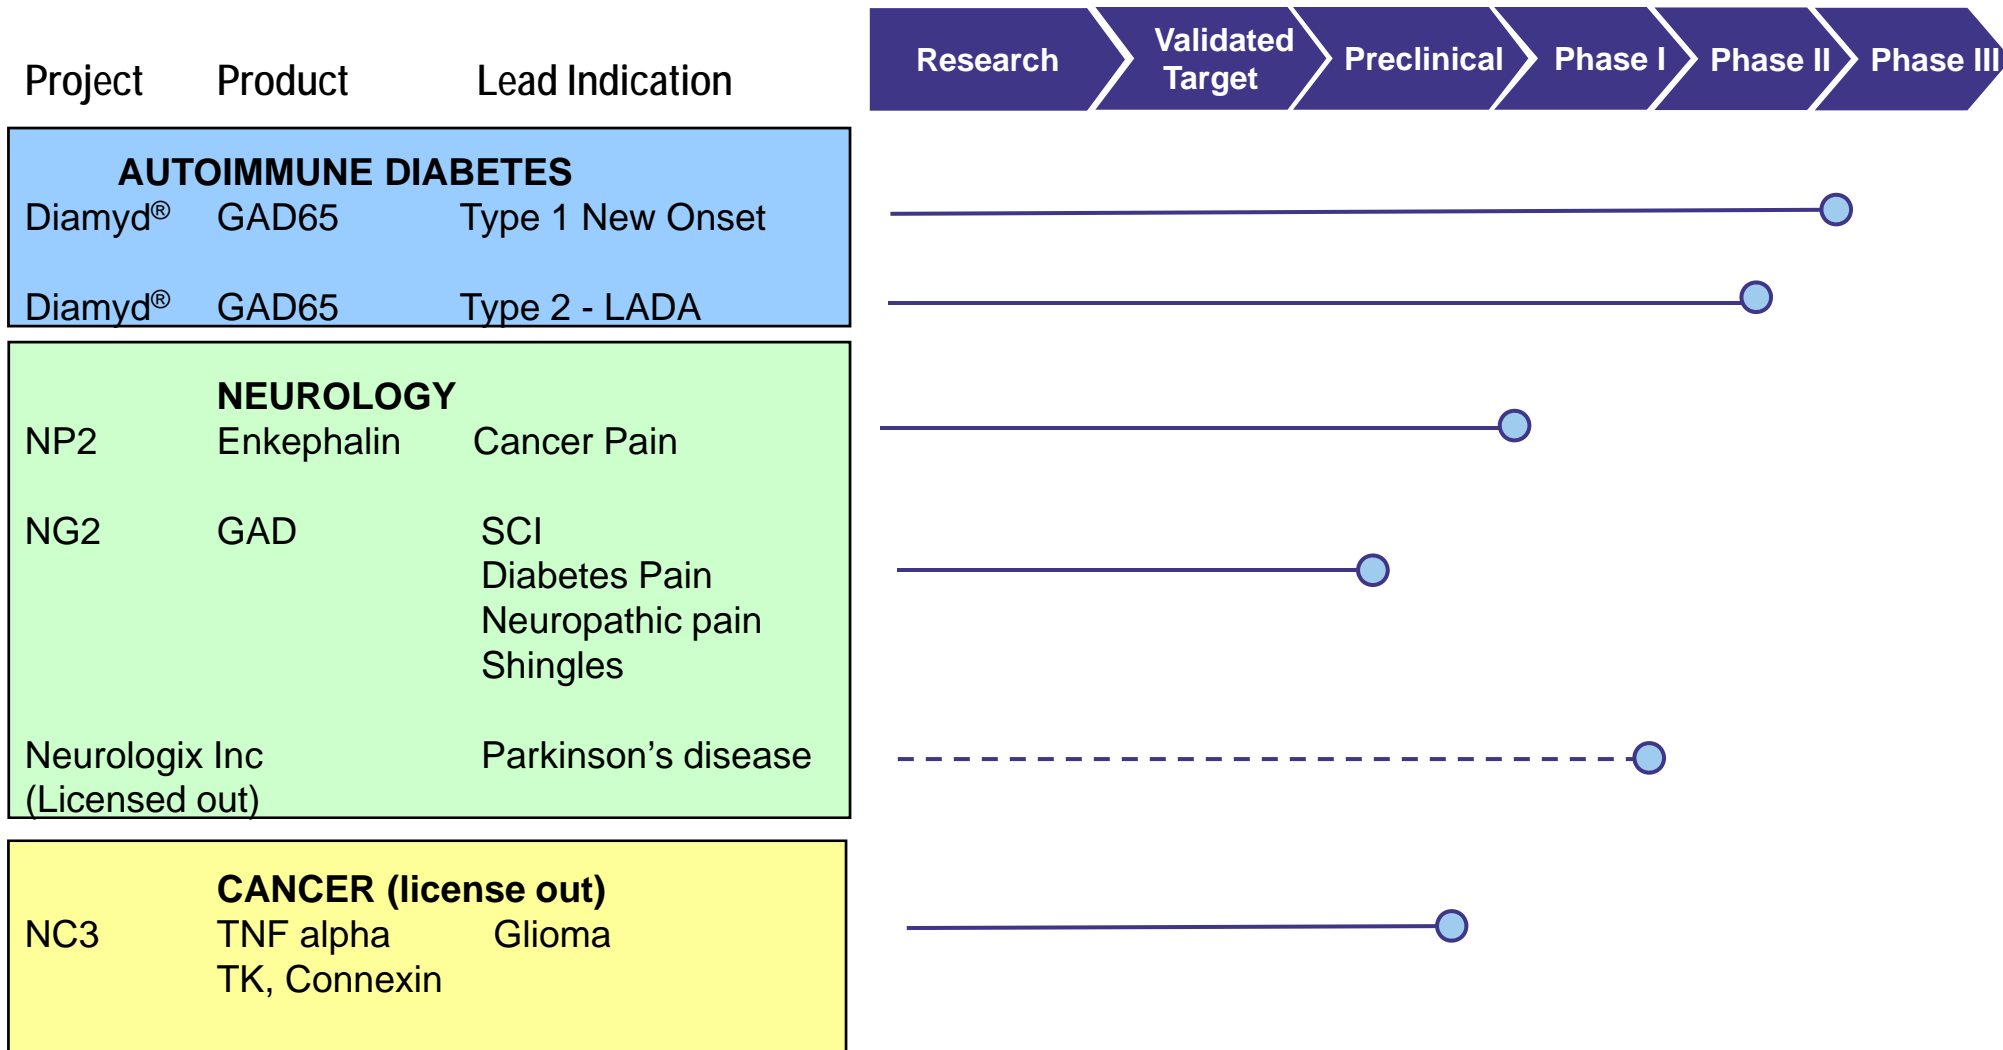 Project Product Lead Indication Research Validated Target Preclinical Phase I Phase II Phase III
AUTOIMMUNE DIABETES
Diamyd® GAD65 Type 1 New Onset
Diamyd® GAD65 Type 2 - LADA
NEUROLOGY
NP2 Enkephalin Cancer Pain
NG2 GAD SCI
Diabetes Pain
Neuropathic pain
Shingles
Neurologix Inc Parkinson’s disease
(Licensed out)
CANCER (license out)
NC3 TNF alpha Glioma
TK, Connexin